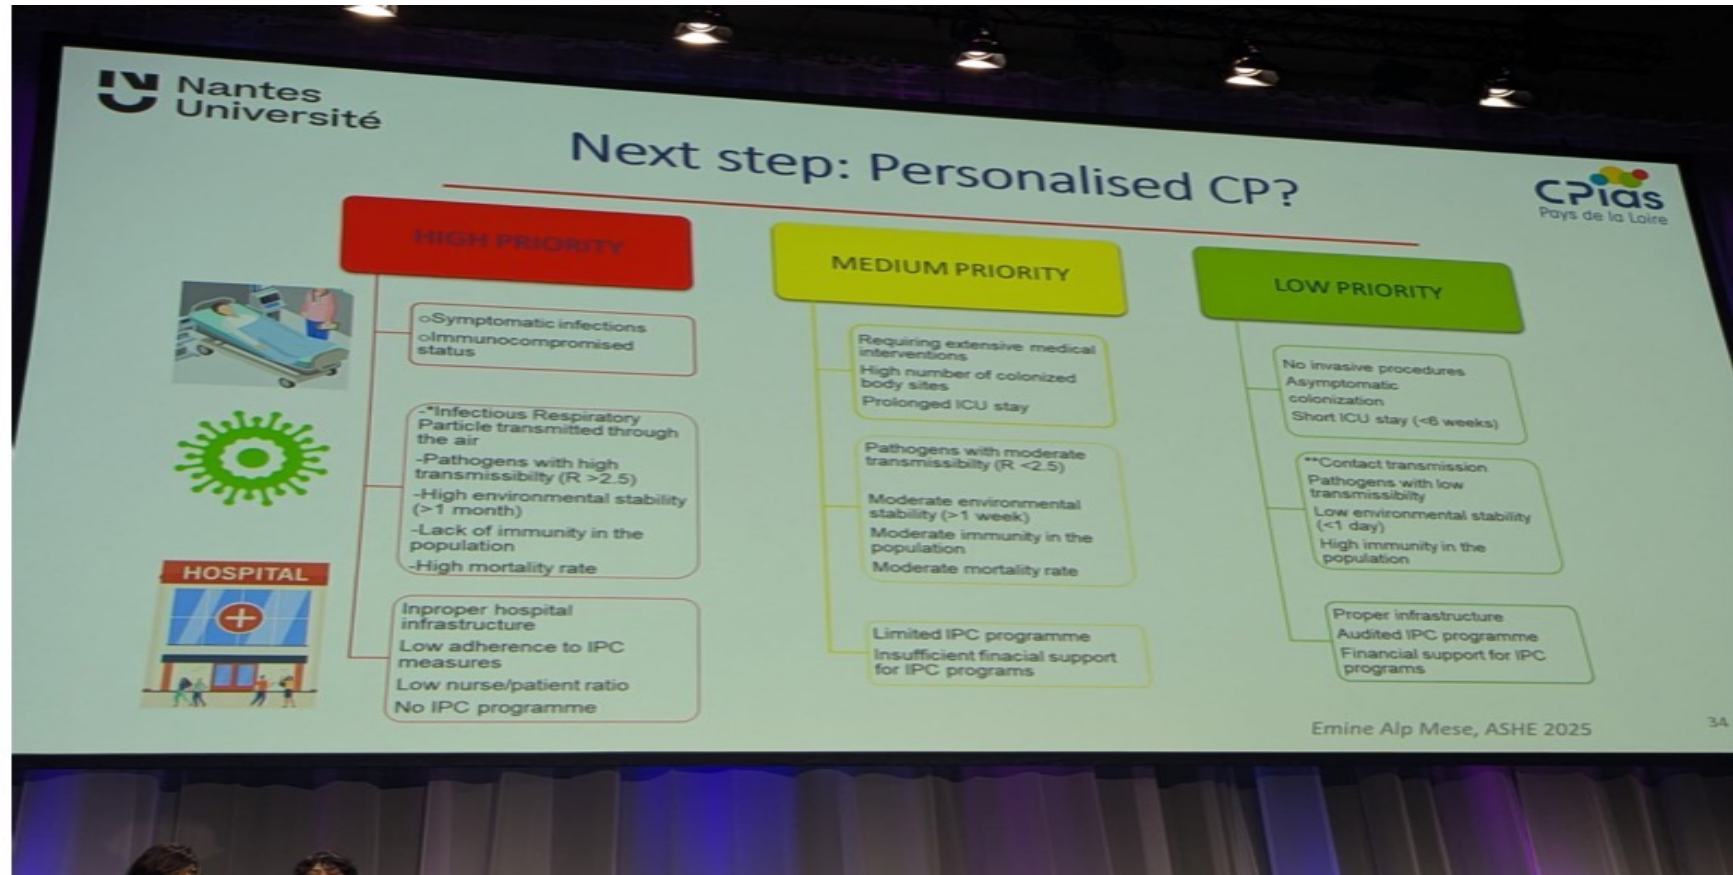 Nantes
Université
Next step: Personalised CP?
CPias
Pays de la Loire
HIGH PRIORITY
oSymptomatic infections
oImmunocompromised
status
-*Infectious Respiratory
Particle transmitted through
the air
-Pathogens with high
transmissibilty (R >2.5)
-High environmental stability
(>1 month)
-Lack of immunity in the
population
-High mortality rate
HOSPITAL
Inproper hospital
infrastructure
Low adherence to IPC
measures
Low nurse/patient ratio
No IPC programme
MEDIUM PRIORITY
Requiring extensive medical
interventions
High number of colonized
body sites
Prolonged ICU stay
Pathogens with moderate
transmissibilty (R <2.5)
Moderate environmental
stability (>1 week)
Moderate immunity in the
population
Moderate mortality rate
Limited IPC programme
Insufficient finacial support
for IPC programs
LOW PRIORITY
No invasive procedures
Asymptomatic
colonization
Short ICU stay (<6 weeks)
**Contact transmission
Pathogens with low
transmissibilty
Low environmental stability
(<1 day)
High immunity in the
population
Proper infrastructure
Audited IPC programme
Financial support for IPC
programs
Emine Alp Mese, ASHE 2025
34